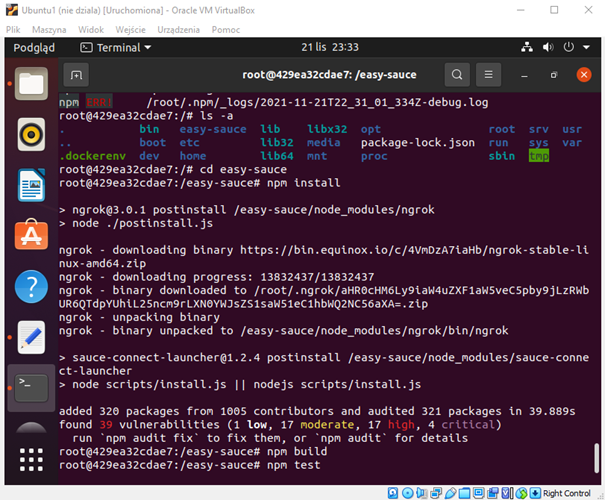 Ubuntu1 (nie działa) [Uruchomiona] - Oracle VM VirtualBox
Plik Maszyna Widok Wejście Urządzenia Pomoc
Podgląd Terminal 21 lis 23:33
root@429ea32cdae7: /easy-sauce
npm ERR! /root/.npm/_logs/2021-11-21T22_31_01_334Z-debug.log
root@429ea32cdae7:/# ls -a
. bin easy-sauce lib libx32 opt root srv usr
.. boot etc lib32 media package-lock.json run sys var
.dockerenv dev home lib64 mnt proc sbin tmp
root@429ea32cdae7:/# cd easy-sauce
root@429ea32cdae7:/easy-sauce# npm install
> ngrok@3.0.1 postinstall /easy-sauce/node_modules/ngrok
> node ./postinstall.js
ngrok - downloading binary https://bin.equinox.io/c/4VmDzA7iaHb/ngrok-stable-li
nux-amd64.zip
ngrok - downloading progress: 13832437/13832437
ngrok - binary downloaded to /root/.ngrok/aHR0cHM6Ly9iaW4uZXF1aW5veC5pby9jLzRWb
UR6QTdpYUhiL25ncm9rLXN0YWJsZS1saW51eC1hbWQ2NC56aXA=.zip
ngrok - unpacking binary
ngrok - binary unpacked to /easy-sauce/node_modules/ngrok/bin/ngrok
> sauce-connect-launcher@1.2.4 postinstall /easy-sauce/node_modules/sauce-conne
ct-launcher
> node scripts/install.js || nodejs scripts/install.js
added 320 packages from 1005 contributors and audited 321 packages in 39.889s
found 39 vulnerabilities (1 low, 17 moderate, 17 high, 4 critical)
run `npm audit fix` to fix them, or `npm audit` for details
root@429ea32cdae7:/easy-sauce# npm build
root@429ea32cdae7:/easy-sauce# npm test
Right Control